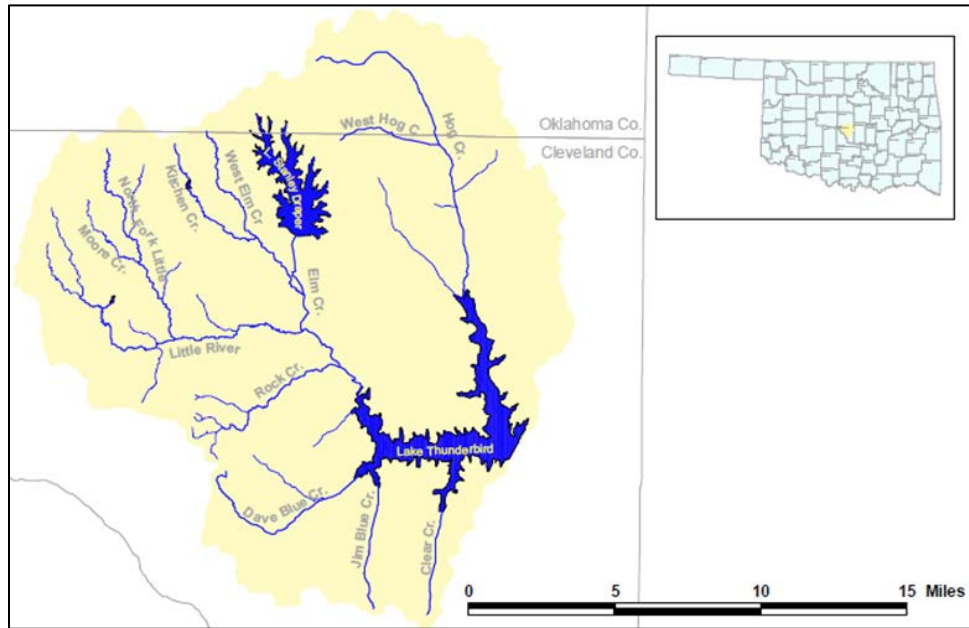 Oklahoma Co.
Cleveland Co.
West Hog C.
Hog Cr.
Stanley Draper
West Elm Cr
Kitchen Cr.
North Fork Little
Moore Cr.
Elm Cr.
Little River
Rock Cr.
Lake Thunderbird
Dave Blue Cr.
Jim Blue Cr.
Clear Cr.
0 5 10 15 Miles